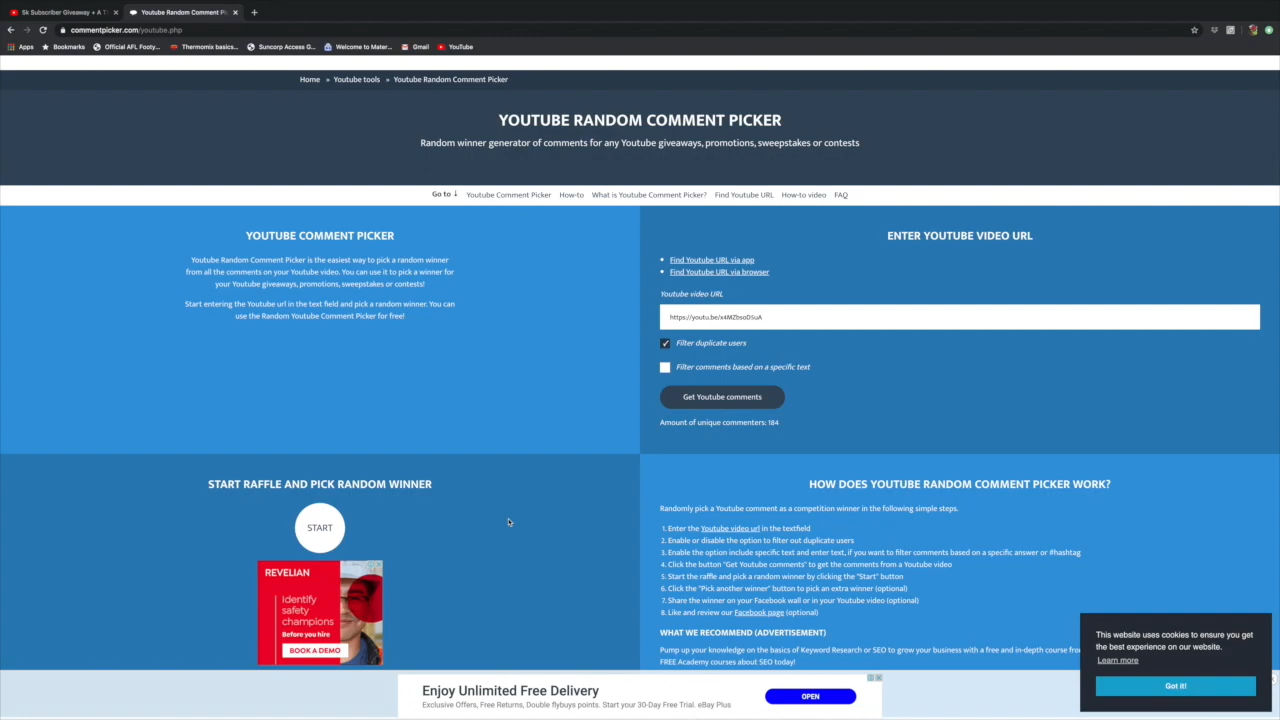 5k Subscriber Giveaway + A T
Youtube Random Comment Pi
commentpicker.com/youtube.php
Apps
Bookmarks
Official AFL Footy...
Thermomix basics...
Suncorp Access G...
Welcome to Mater...
Gmail
YouTube
Home » Youtube tools » Youtube Random Comment Picker
YOUTUBE RANDOM COMMENT PICKER
Random winner generator of comments for any Youtube giveaways, promotions, sweepstakes or contests
Go to ↓ Youtube Comment Picker How-to What is Youtube Comment Picker? Find Youtube URL How-to video FAQ
YOUTUBE COMMENT PICKER
Youtube Random Comment Picker is the easiest way to pick a random winner
from all the comments on your Youtube video. You can use it to pick a winner for
your Youtube giveaways, promotions, sweepstakes or contests!
Start entering the Youtube url in the text field and pick a random winner. You can
use the Random Youtube Comment Picker for free!
ENTER YOUTUBE VIDEO URL
• Find Youtube URL via app
• Find Youtube URL via browser
Youtube video URL
https://youtu.be/x4MZbsoDSuA
Filter duplicate users
Filter comments based on a specific text
Get Youtube comments
Amount of unique commenters: 184
START RAFFLE AND PICK RANDOM WINNER
START
REVELIAN
Identify
safety
champions
Before you hire
BOOK A DEMO
HOW DOES YOUTUBE RANDOM COMMENT PICKER WORK?
Randomly pick a Youtube comment as a competition winner in the following simple steps.
1. Enter the Youtube video url in the textfield
2. Enable or disable the option to filter out duplicate users
3. Enable the option include specific text and enter text, if you want to filter comments based on a specific answer or #hashtag
4. Click the button "Get Youtube comments" to get the comments from a Youtube video
5. Start the raffle and pick a random winner by clicking the "Start" button
6. Click the "Pick another winner" button to pick an extra winner (optional)
7. Share the winner on your Facebook wall or in your Youtube video (optional)
8. Like and review our Facebook page (optional)
WHAT WE RECOMMEND (ADVERTISEMENT)
Pump up your knowledge on the basics of Keyword Research or SEO to grow your business with a free and in-depth course from
FREE Academy courses about SEO today!
This website uses cookies to ensure you get
the best experience on our website.
Learn more
Got it!
Enjoy Unlimited Free Delivery
Exclusive Offers, Free Returns, Double flybuys points. Start your 30-Day Free Trial. eBay Plus
OPEN